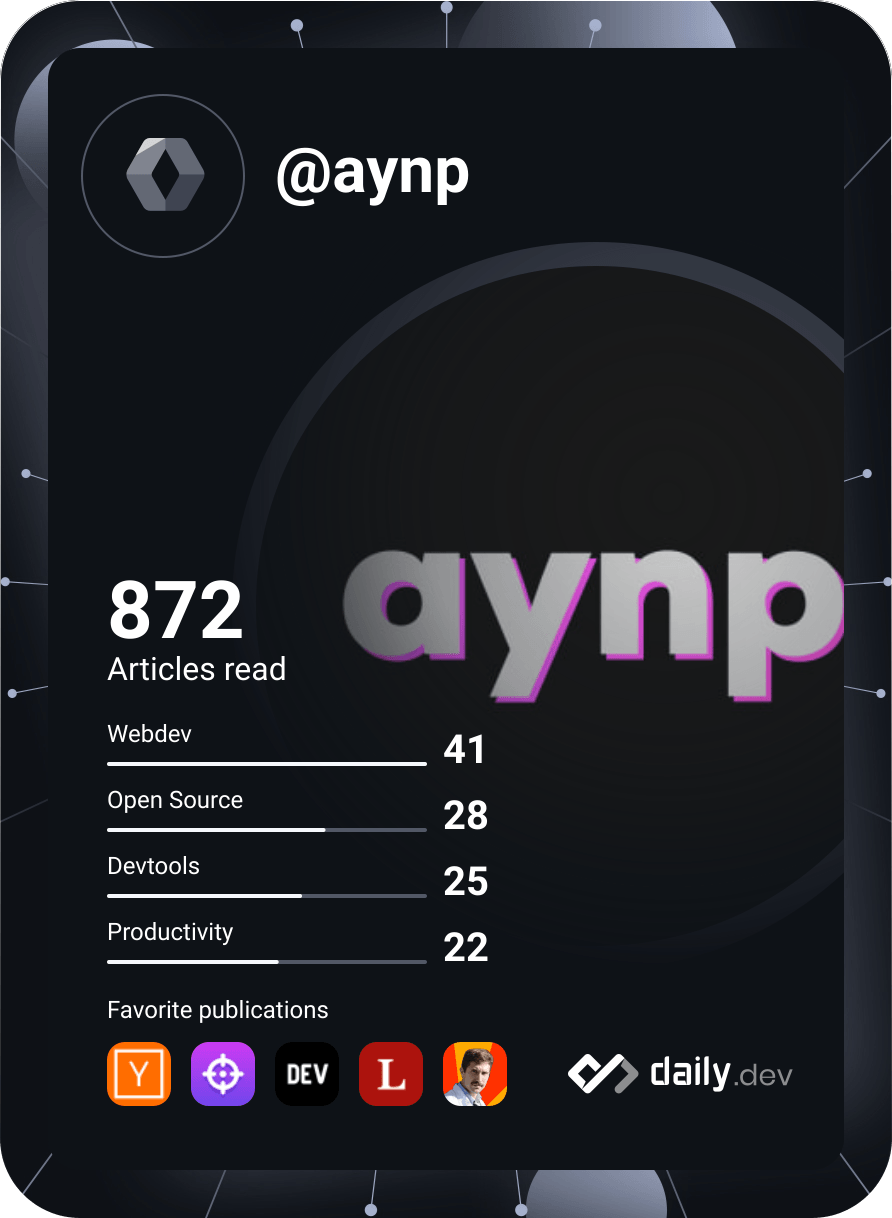 @aynp
aynp
872
Articles read
Webdev
41
Open Source
28
Devtools
25
Productivity
22
Favorite publications
Y
DEV
L
daily.dev